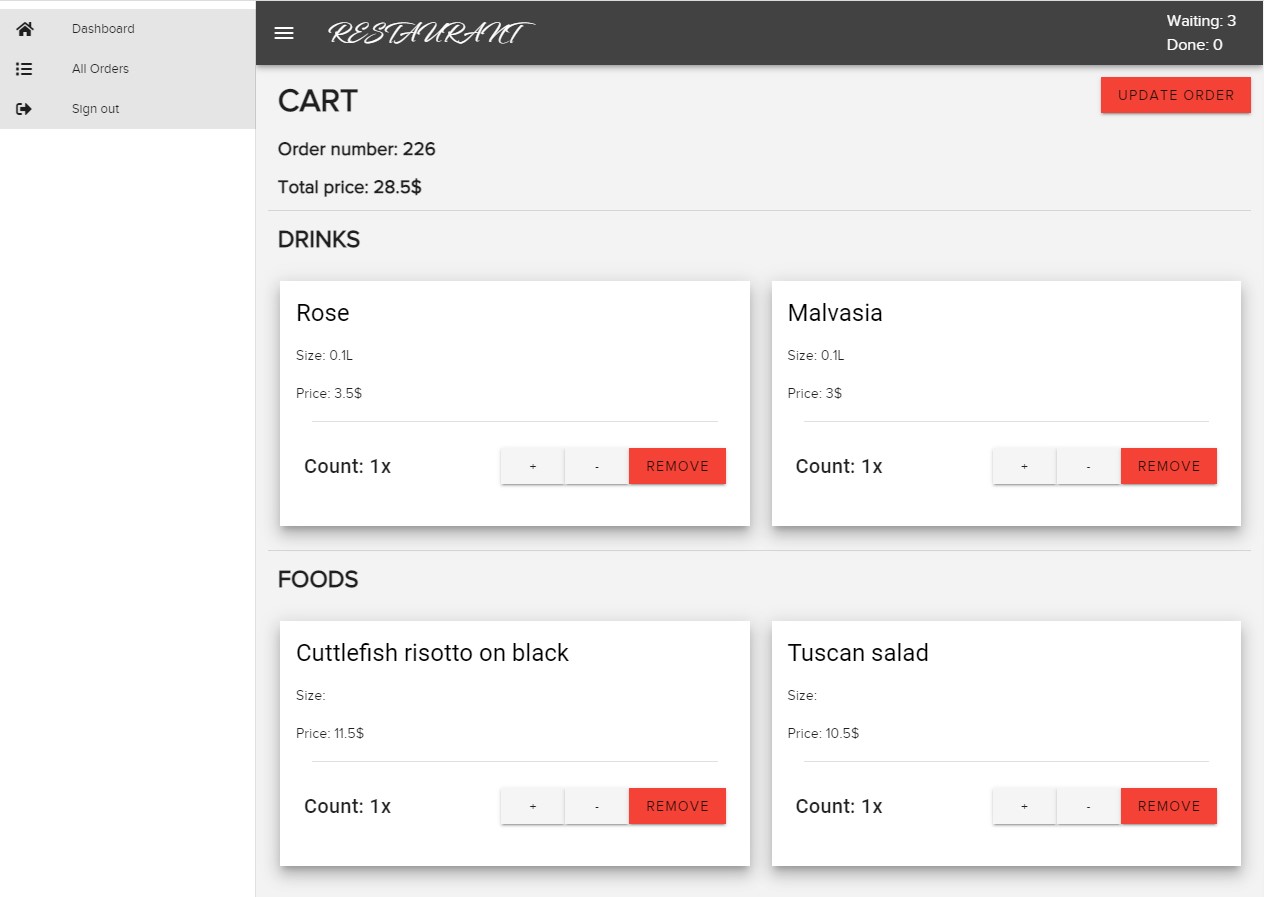 Dashboard
All Orders
Sign out
RESTAURANT
Waiting: 3
Done: 0
CART
UPDATE ORDER
Order number: 226
Total price: 28.5$
DRINKS
Rose
Size: 0.1L
Price: 3.5$
Count: 1x
+
-
REMOVE
Malvasia
Size: 0.1L
Price: 3$
Count: 1x
+
-
REMOVE
FOODS
Cuttlefish risotto on black
Size:
Price: 11.5$
Count: 1x
+
-
REMOVE
Tuscan salad
Size:
Price: 10.5$
Count: 1x
+
-
REMOVE